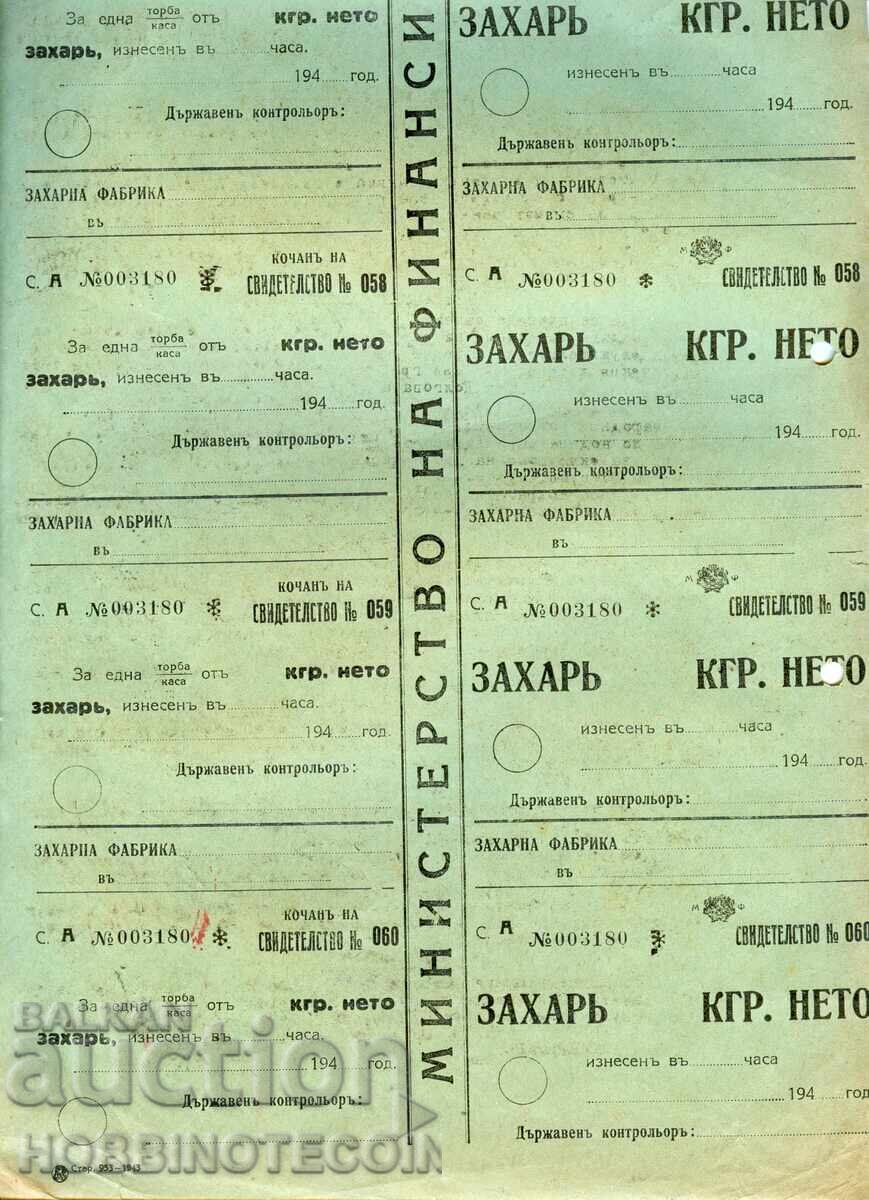 За една торба/каса отъ кгр. нето
захарь, изнесенъ въ............часа.
............194......год.
Държавенъ контрольоръ:
ЗАХАРНА ФАБРИКА
въ
КОЧАНЪ НА
С. А №003180 * СВИДЕТЕЛСТВО № 058
За една торба/каса отъ кгр. нето
захарь, изнесенъ въ............часа.
............194......год.
Държавенъ контрольоръ:
ЗАХАРНА ФАБРИКА
въ
КОЧАНЪ НА
С. А №003180 * СВИДЕТЕЛСТВО № 059
За една торба/каса отъ кгр. нето
захарь, изнесенъ въ............часа.
............194......год.
Държавенъ контрольоръ:
ЗАХАРНА ФАБРИКА
въ
КОЧАНЪ НА
С. А №003180 * СВИДЕТЕЛСТВО № 060
За една торба/каса отъ кгр. нето
захарь, изнесенъ въ............часа.
............194......год.
Държавенъ контрольоръ:
Стор. 953—1943
МИНИСТЕРСТВО НА ФИНАНСИ
ЗАХАРЬ КГР. НЕТО
изнесенъ въ............часа
............194......год.
Държавенъ контрольоръ:
ЗАХАРНА ФАБРИКА
въ
М Ф
С. А №003180 * СВИДЕТЕЛСТВО № 058
ЗАХАРЬ КГР. НЕТО
изнесенъ въ............часа
............194......год.
Държавенъ контрольоръ:
ЗАХАРНА ФАБРИКА
въ
М Ф
С. А №003180 * СВИДЕТЕЛСТВО № 059
ЗАХАРЬ КГР. НЕТО
изнесенъ въ............часа
............194......год.
Държавенъ контрольоръ:
ЗАХАРНА ФАБРИКА
въ
М Ф
С. А №003180 * СВИДЕТЕЛСТВО № 060
ЗАХАРЬ КГР. НЕТО
изнесенъ въ............часа
............194......год
Държавенъ контрольоръ:
BALKAN
auction
HOBBINOTECOIN